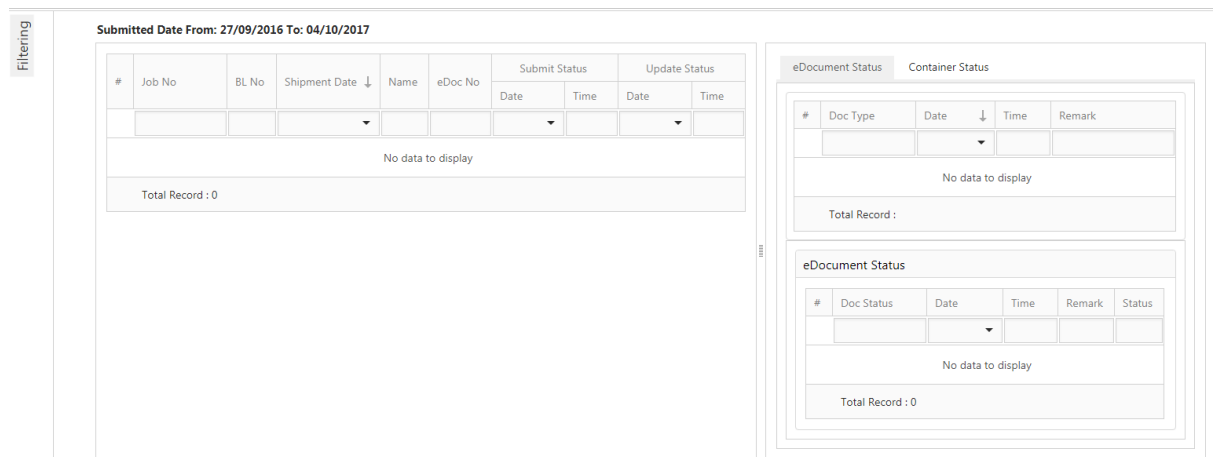 Filtering
Submitted Date From: 27/09/2016 To: 04/10/2017
# Job No BL No Shipment Date ↓ Name eDoc No Submit Status Update Status
Date Time Date Time
No data to display
Total Record : 0
eDocument Status Container Status
# Doc Type Date ↓ Time Remark
No data to display
Total Record :
eDocument Status
# Doc Status Date Time Remark Status
No data to display
Total Record : 0